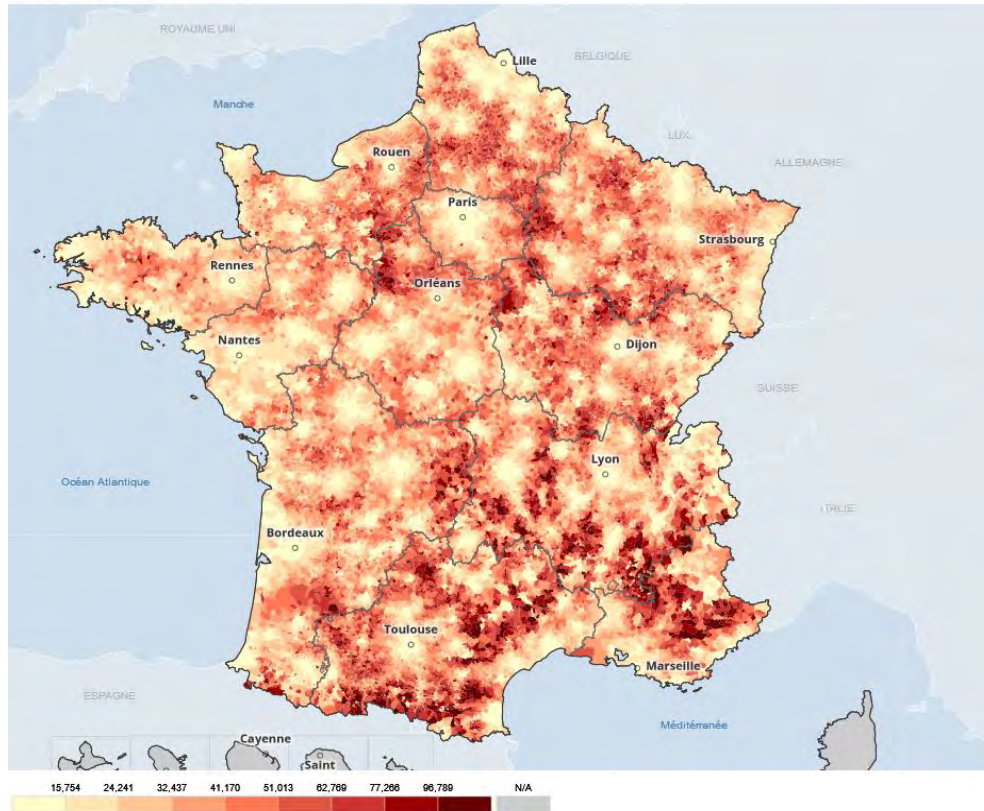 ROYAUME UNI
Lille
BELGIQUE
Manche
LUX.
Rouen
ALLEMAGNE
Paris
Strasbourg
Rennes
Orléans
Nantes
Dijon
SUISSE
Lyon
Océan Atlantique
ITALIE
Bordeaux
Toulouse
Marseille
ESPAGNE
Méditérranée
Cayenne
Saint
15,754 24,241 32,437 41,170 51,013 62,769 77,266 96,789 N/A